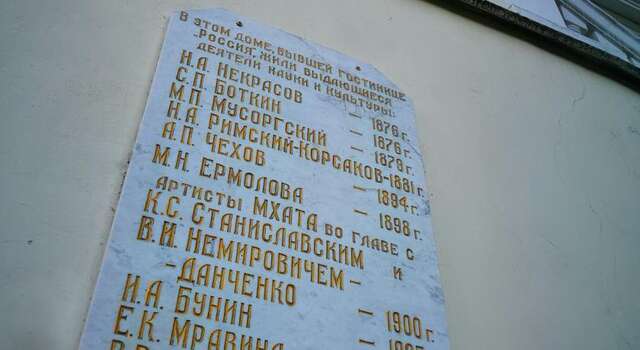 В ЭТОМ ДОМЕ, БЫВШЕЙ ГОСТИНИЦЕ
„РОССИЯ", ЖИЛИ ВЫДАЮЩИЕСЯ
ДЕЯТЕЛИ НАУКИ И КУЛЬТУРЫ:
Н.А. НЕКРАСОВ – 1876 г.
С.П. БОТКИН – 1876 г.
М.П. МУСОРГСКИЙ – 1879 г.
Н.А. РИМСКИЙ-КОРСАКОВ-1881 г.
А.П. ЧЕХОВ – 1894 г.
М.Н. ЕРМОЛОВА – 1898 г.
АРТИСТЫ МХАТА ВО ГЛАВЕ С
К.С. СТАНИСЛАВСКИМ И
В.И. НЕМИРОВИЧЕМ –
– ДАНЧЕНКО – 1900 г.
И.А. БУНИН
Е.К. МРАВИНА